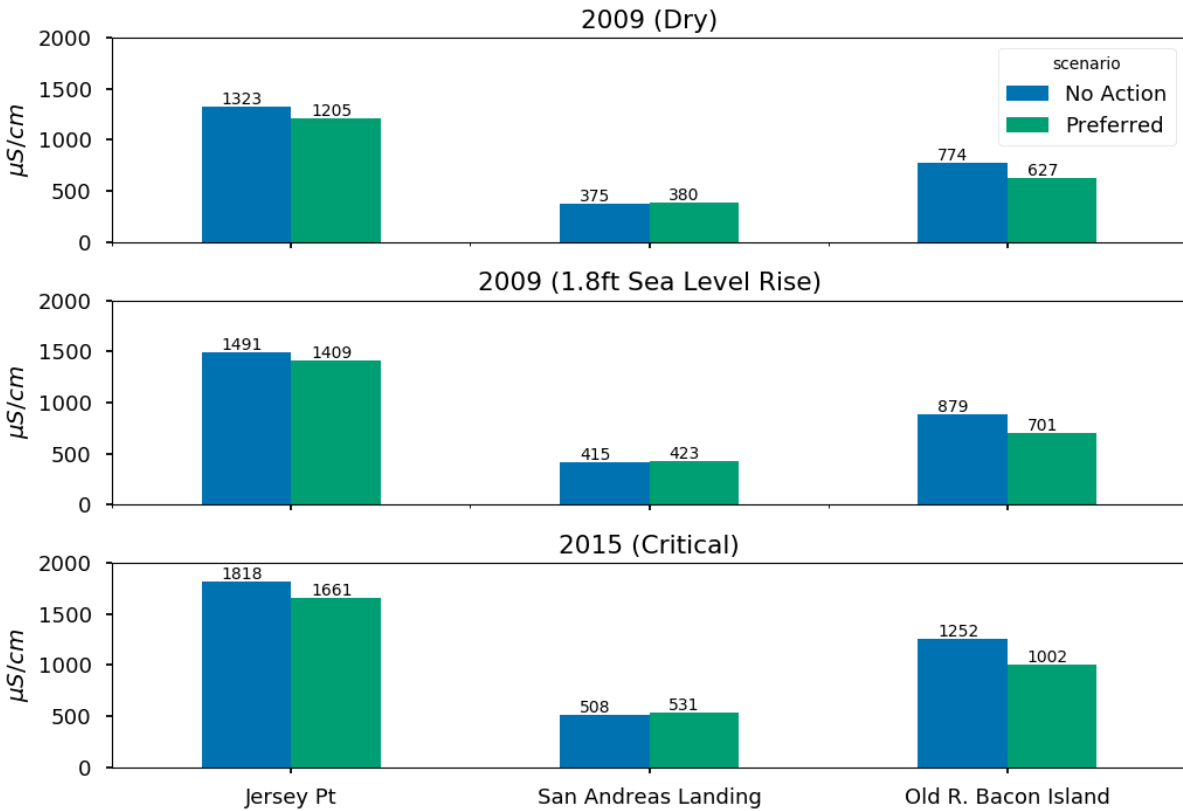 2009 (Dry)
2000
1500
1000
500
0
μS/cm
1323
1205
375
380
774
627
scenario
No Action
Preferred
2009 (1.8ft Sea Level Rise)
2000
1500
1000
500
0
μS/cm
1491
1409
415
423
879
701
2015 (Critical)
2000
1500
1000
500
0
μS/cm
1818
1661
508
531
1252
1002
Jersey Pt
San Andreas Landing
Old R. Bacon Island